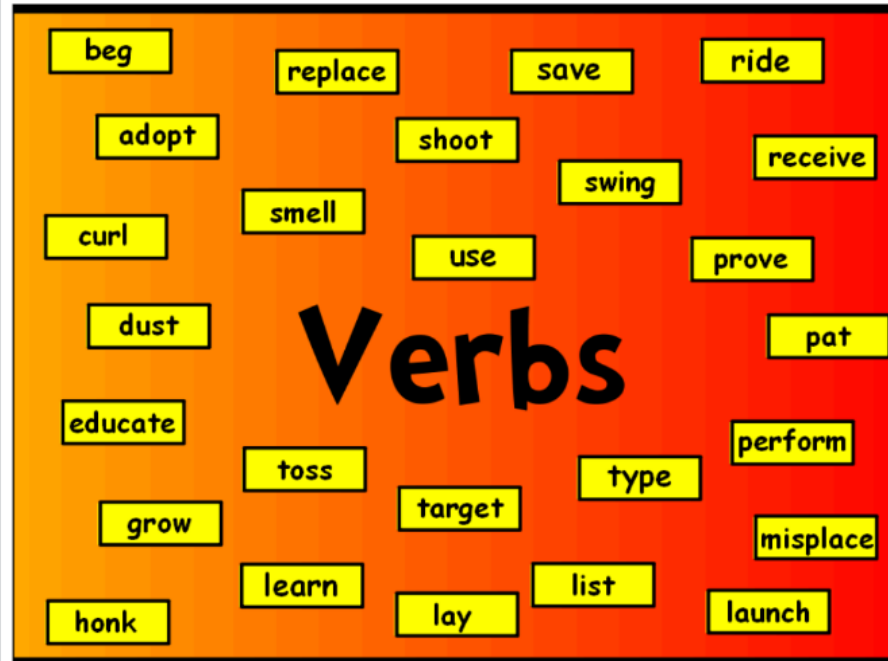 beg
replace
save
ride
adopt
shoot
receive
swing
smell
curl
use
prove
dust
Verbs
pat
educate
perform
toss
type
target
grow
misplace
learn
list
lay
launch
honk